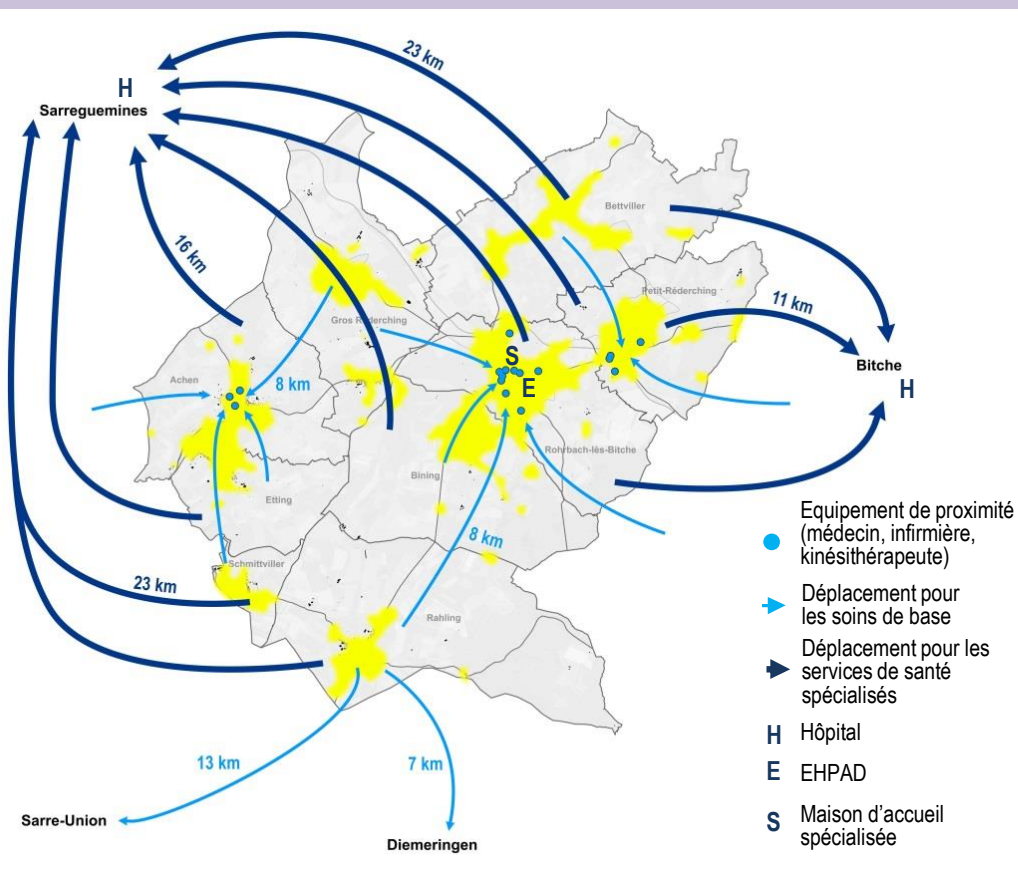 23 km
H
Sarreguemines
Bettviller
16 km
Petit-Réderching
11 km
Gros Réderching
S
Bitche
Achen
8 km
E
H
Rohrbach-lès-Bitche
Bining
Etting
8 km
Schmittviller
23 km
Rahling
13 km
7 km
Sarre-Union
Diemeringen
Equipement de proximité
(médecin, infirmière,
kinésithérapeute)
Déplacement pour
les soins de base
Déplacement pour les
services de santé
spécialisés
H Hôpital
E EHPAD
S Maison d'accueil
spécialisée